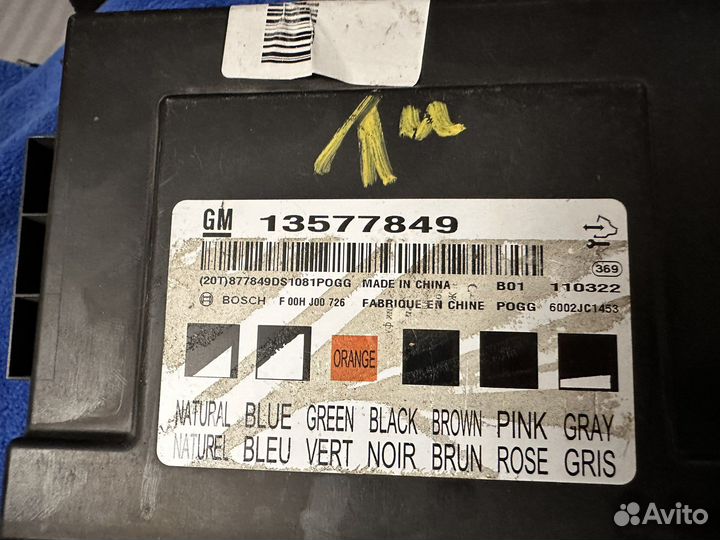 1
GM 13577849
(20T)877849DS1081POGG MADE IN CHINA B01 110322
369
BOSCH F 00H J00 726 FABRIQUE EN CHINE POGG 6002JC1453
ORANGE
NATURAL BLUE GREEN BLACK BROWN PINK GRAY
NATUREL BLEU VERT NOIR BRUN ROSE GRIS
Avito